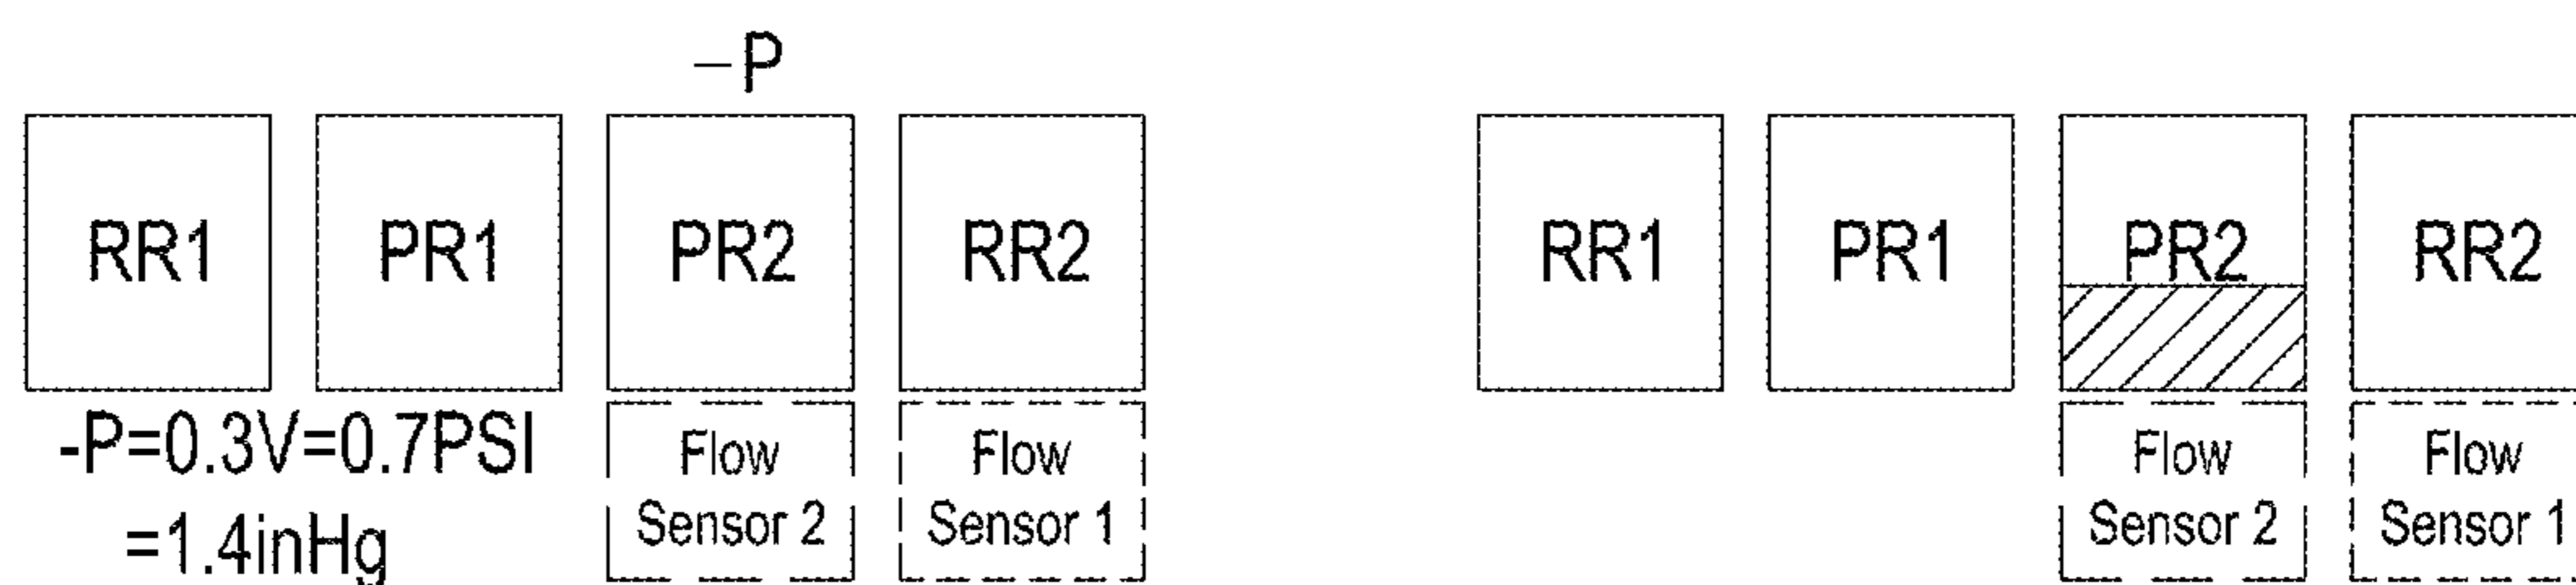 –P
RR1 PR1 PR2 RR2
-P=0.3V=0.7PSI
=1.4inHg
Flow
Sensor 2
Flow
Sensor 1
RR1 PR1 PR2 RR2
Flow
Sensor 2
Flow
Sensor 1